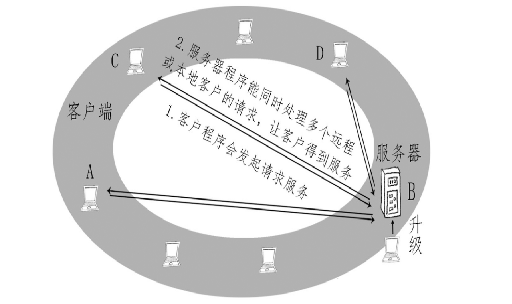 C
D
2.服务器程序能同时处理多个远程
或本地客户的请求，让客户得到服务
1.客户程序会发起请求服务
客户端
A
服务器
B
升级